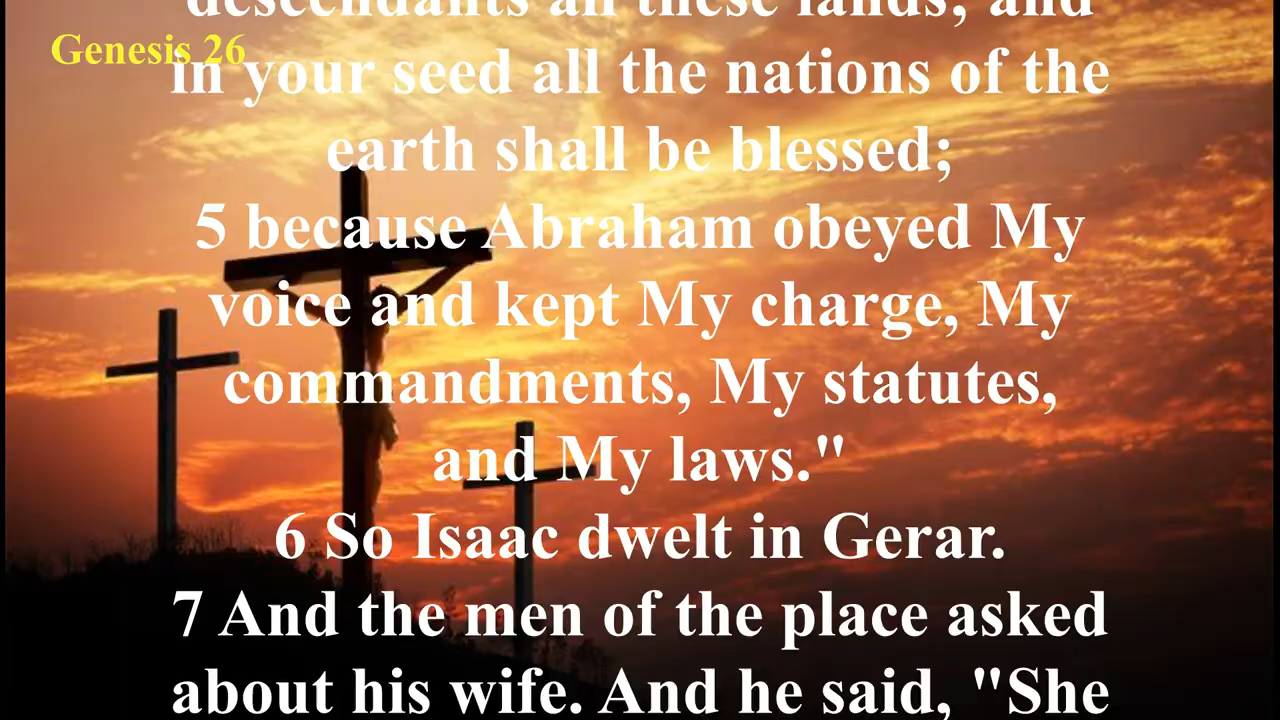 descendants all these lands; and
Genesis 26
in your seed all the nations of the
earth shall be blessed;
5 because Abraham obeyed My
voice and kept My charge, My
commandments, My statutes,
and My laws."
6 So Isaac dwelt in Gerar.
7 And the men of the place asked
about his wife. And he said, "She